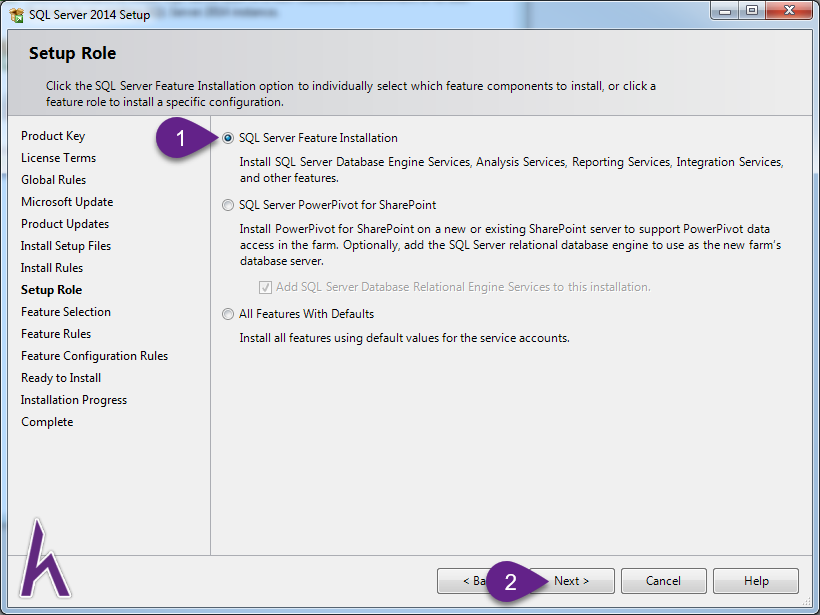 SQL Server 2014 Setup
Server 2014 instance.
Setup Role
Click the SQL Server Feature Installation option to individually select which feature components to install, or click a
feature role to install a specific configuration.
Product Key
License Terms
Global Rules
Microsoft Update
Product Updates
Install Setup Files
Install Rules
Setup Role
Feature Selection
Feature Rules
Feature Configuration Rules
Ready to Install
Installation Progress
Complete
1
SQL Server Feature Installation
Install SQL Server Database Engine Services, Analysis Services, Reporting Services, Integration Services,
and other features.
SQL Server PowerPivot for SharePoint
Install PowerPivot for SharePoint on a new or existing SharePoint server to support PowerPivot data
access in the farm. Optionally, add the SQL Server relational database engine to use as the new farm's
database server.
Add SQL Server Database Relational Engine Services to this installation.
All Features With Defaults
Install all features using default values for the service accounts.
h
< Ba
2
Next >
Cancel
Help